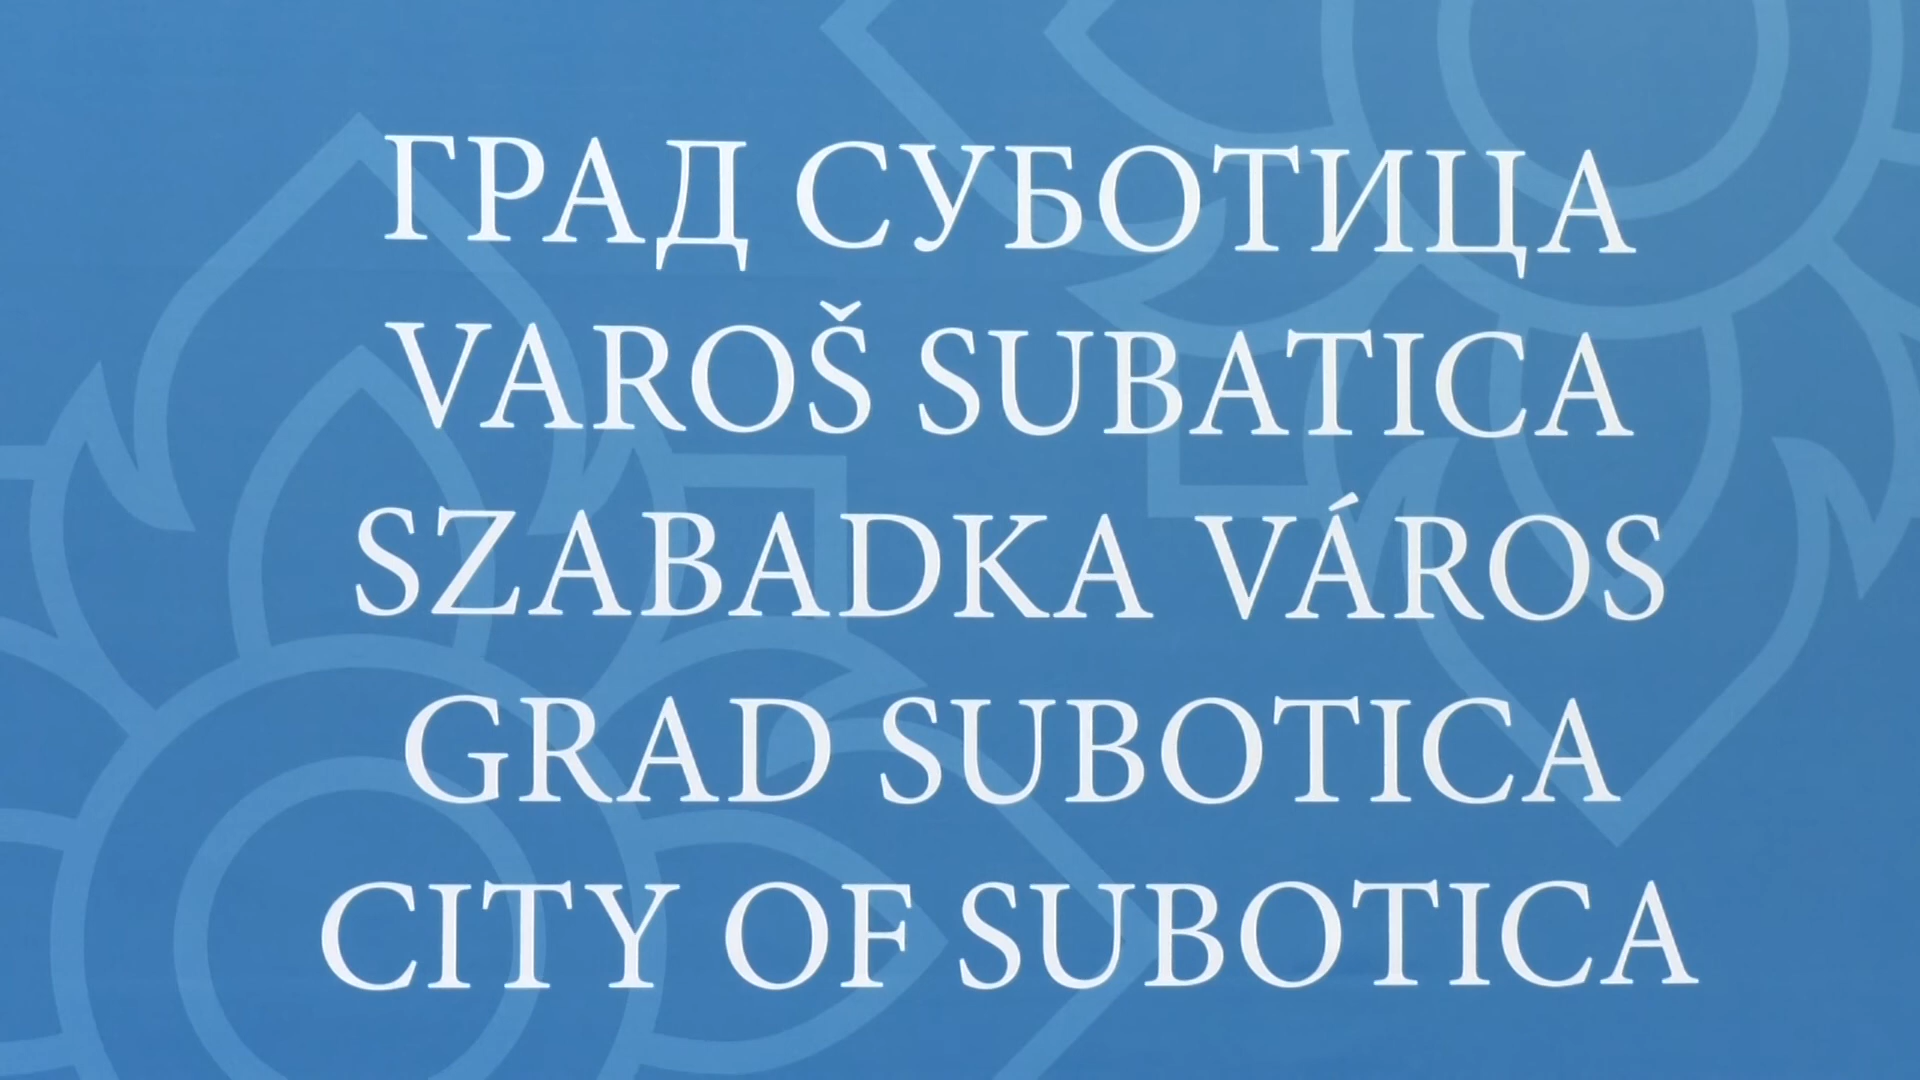 ГРАД СУБОТИЦА
VAROŠ SUBATICA
SZABADKA VÁROS
GRAD SUBOTICA
CITY OF SUBOTICA